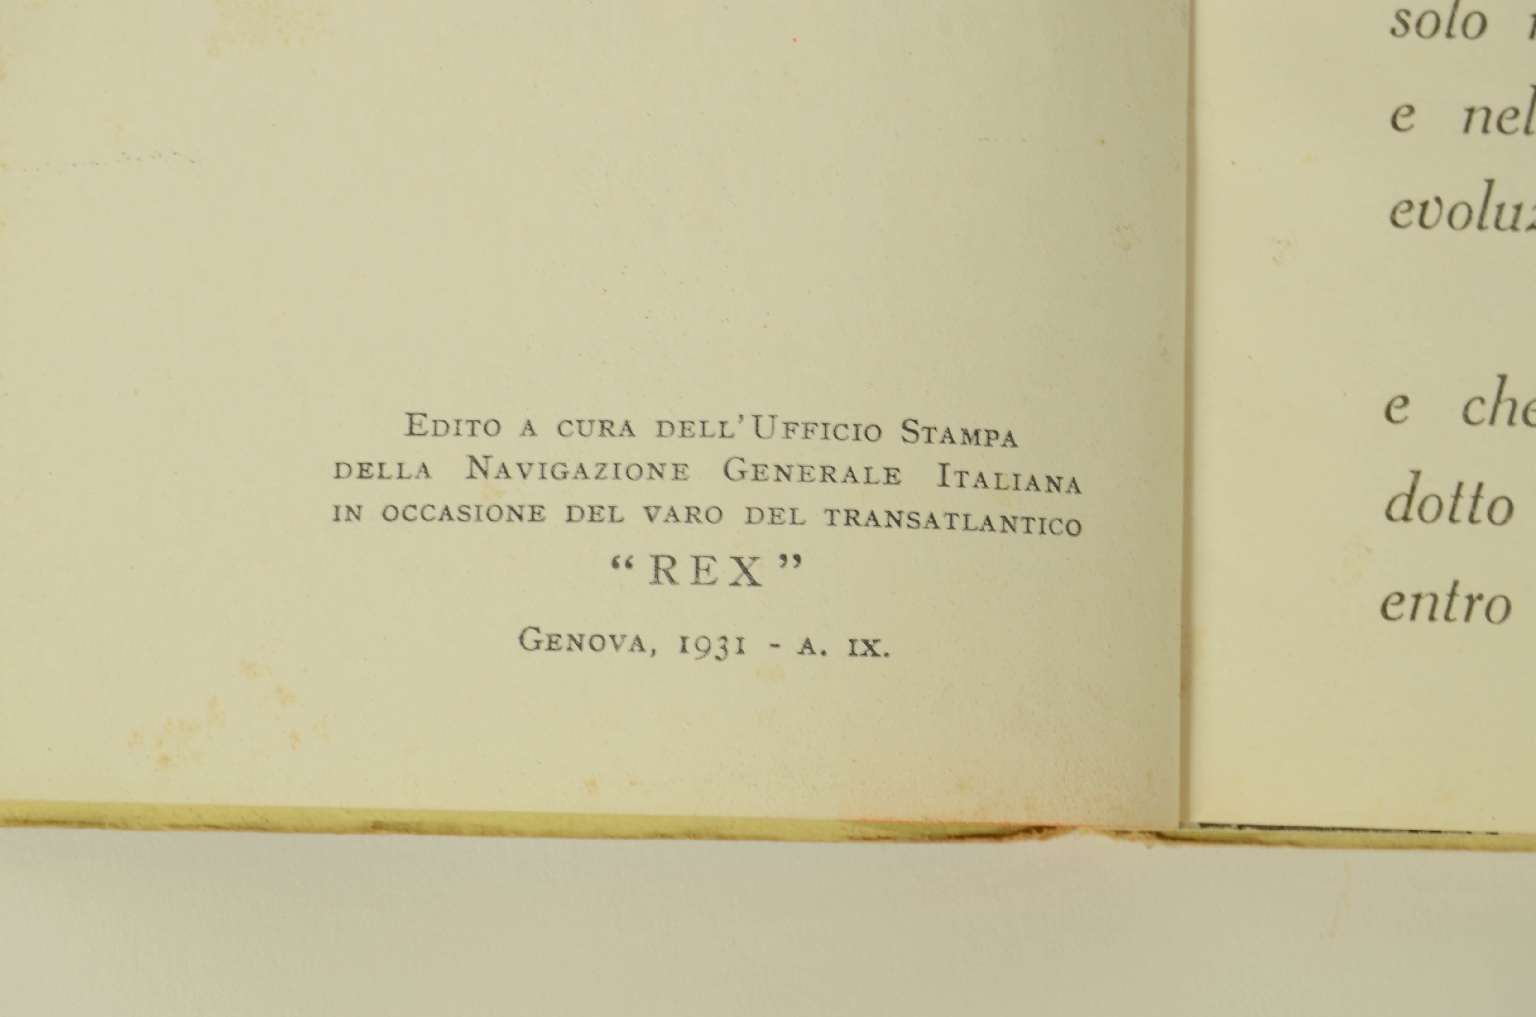 Edito a cura dell'Ufficio Stampa
della Navigazione Generale Italiana
in occasione del varo del transatlantico
“REX”
Genova, 1931 - A. IX.
solo
e nel
e che
dotto
entro